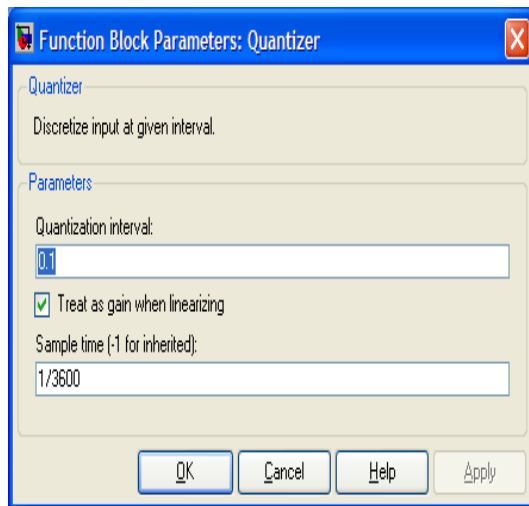 Function Block Parameters: Quantizer
Quantizer
Discretize input at given interval.
Parameters
Quantization interval:
0.1
Treat as gain when linearizing
Sample time (-1 for inherited):
1/3600
OK Cancel Help Apply